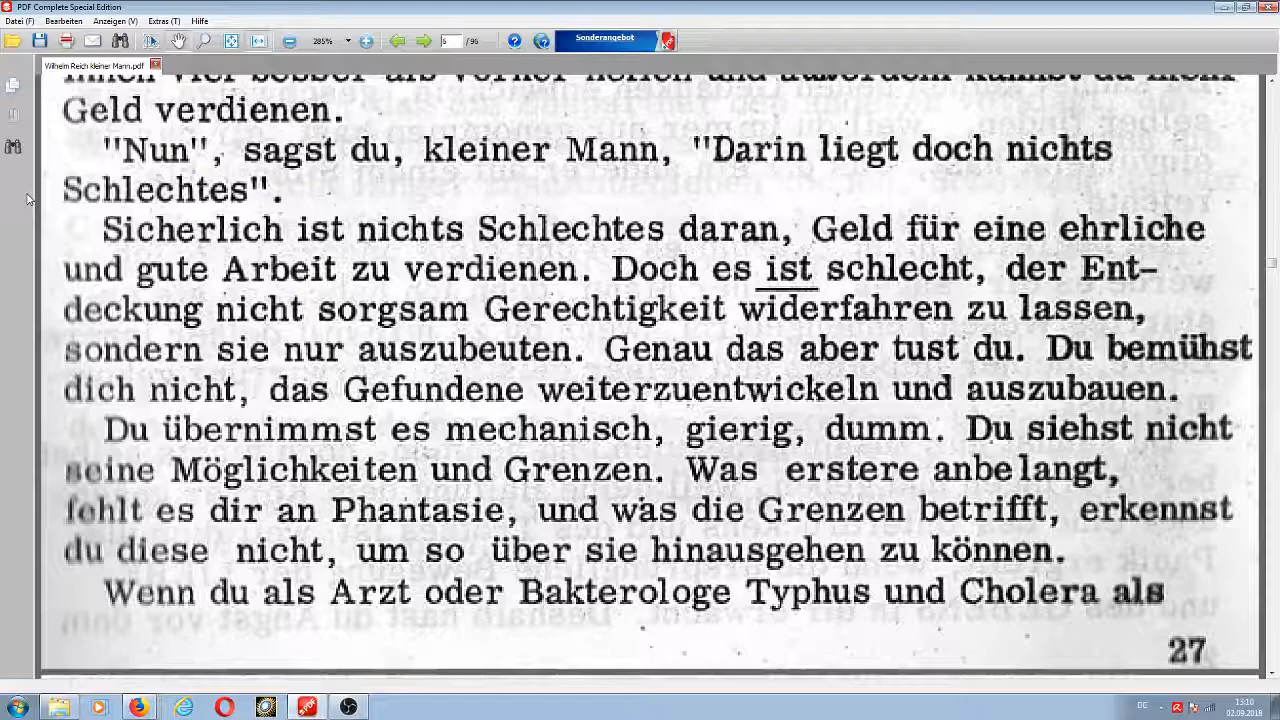 PDF Complete Special Edition
Datei (F) Bearbeiten Anzeigen (V) Extras (T) Hilfe
285% 5 / 95 Sonderangebot
Wilhelm Reich kleiner Mann.pdf
Geld verdienen.
"Nun", sagst du, kleiner Mann, "Darin liegt doch nichts
Schlechtes".
Sicherlich ist nichts Schlechtes daran, Geld für eine ehrliche
und gute Arbeit zu verdienen. Doch es ist schlecht, der Ent-
deckung nicht sorgsam Gerechtigkeit widerfahren zu lassen,
sondern sie nur auszubeuten. Genau das aber tust du. Du bemühst
dich nicht, das Gefundene weiterzuentwickeln und auszubauen.
Du übernimmst es mechanisch, gierig, dumm. Du siehst nicht
seine Möglichkeiten und Grenzen. Was erstere anbelangt,
fehlt es dir an Phantasie, und was die Grenzen betrifft, erkennst
du diese nicht, um so über sie hinausgehen zu können.
Wenn du als Arzt oder Bakterologe Typhus und Cholera als
27
DE 13:10
02.09.2018